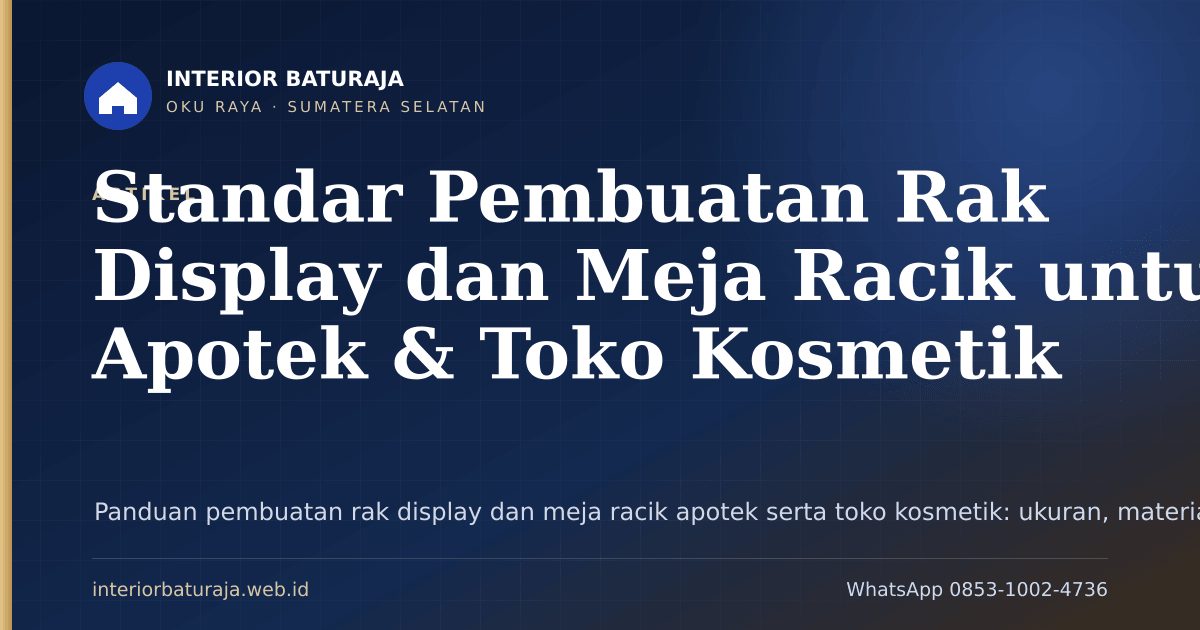 INTERIOR BATURAJA
OKU RAYA · SUMATERA SELATAN
ARTIKEL
Standar Pembuatan Rak
Display dan Meja Racik untu
Apotek & Toko Kosmetik
Panduan pembuatan rak display dan meja racik apotek serta toko kosmetik: ukuran, materia
interiorbaturaja.web.id
WhatsApp 0853-1002-4736